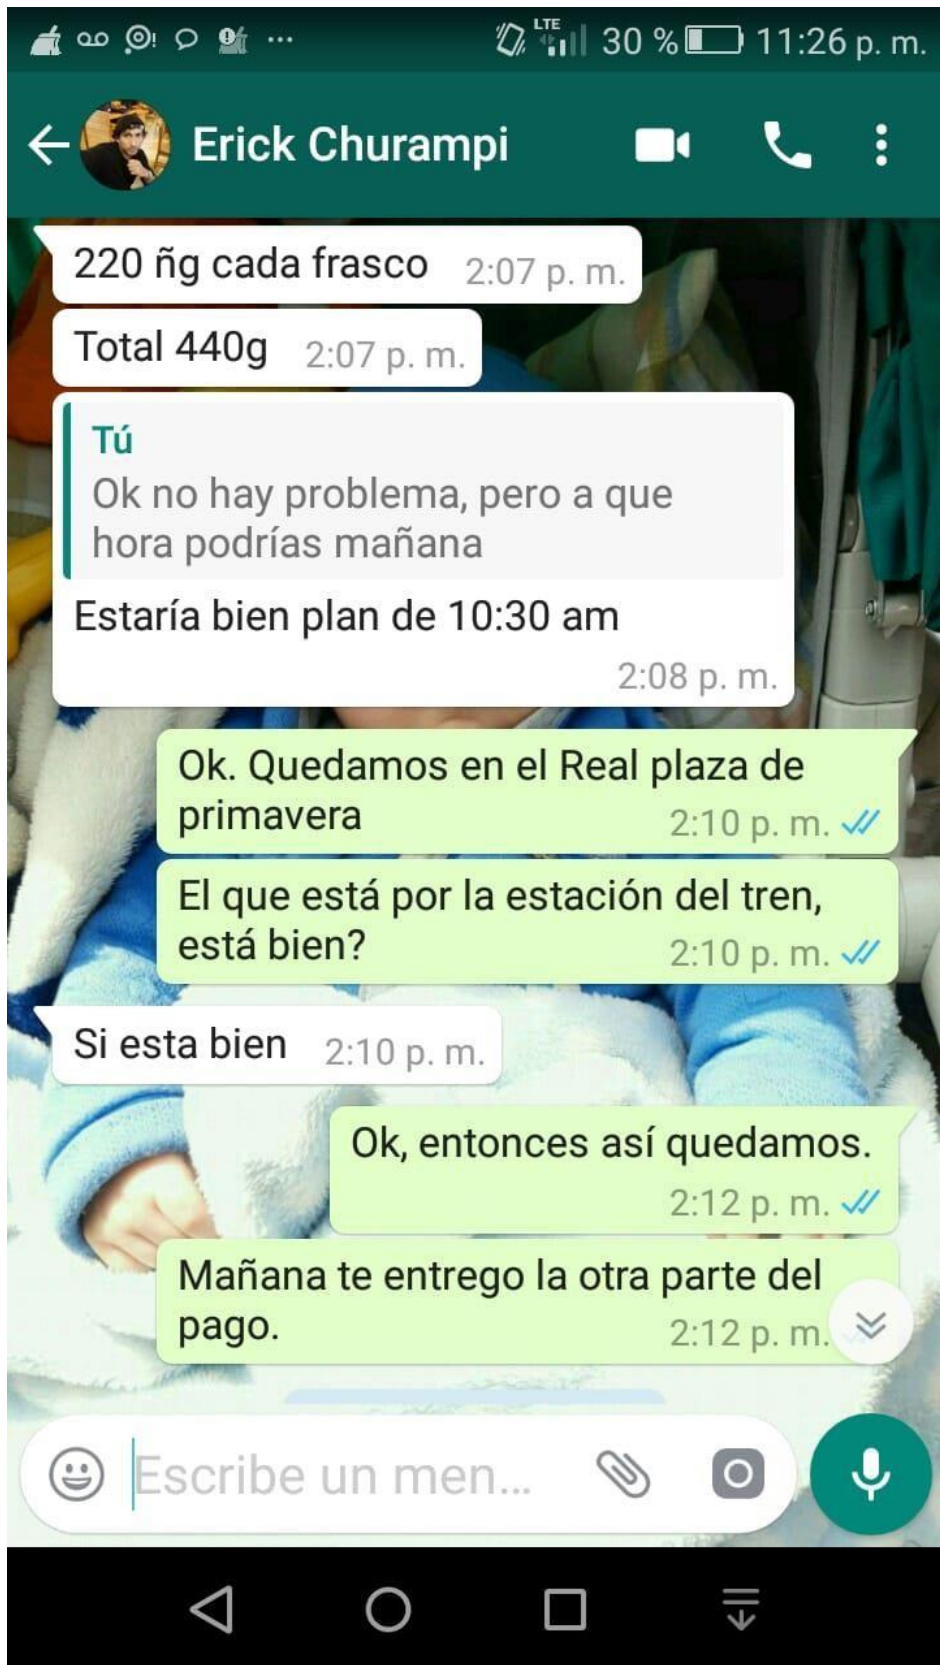 LTE
30 % 11:26 p. m.
Erick Churampi
220 ñg cada frasco 2:07 p. m.
Total 440g 2:07 p. m.
Tú
Ok no hay problema, pero a que
hora podrías mañana
Estaría bien plan de 10:30 am
2:08 p. m.
Ok. Quedamos en el Real plaza de
primavera 2:10 p. m.
El que está por la estación del tren,
está bien? 2:10 p. m.
Si esta bien 2:10 p. m.
Ok, entonces así quedamos.
2:12 p. m.
Mañana te entrego la otra parte del
pago. 2:12 p. m.
Escribe un men...